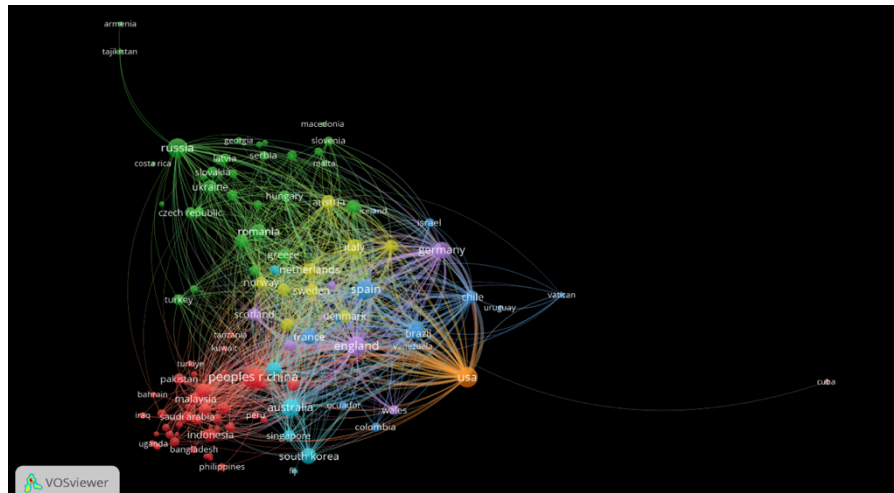 armenia
tajikistan
macedonia
russia
georgia
slovenia
costa rica
latvia
serbia
malta
slovakia
ukraine
hungary
austria
czech republic
iceland
israel
romania
italy
germany
greece
netherlands
norway
sweden
spain
chile
vatican
turkey
uruguay
scotland
denmark
tanzania
france
brazil
kuwait
england
venezuela
türkiye
pakistan
peoples r china
usa
cuba
bahrain
malaysia
iraq
saudi arabia
peru
australia
ecuador
wales
indonesia
singapore
colombia
uganda
bangladesh
south korea
philippines
fiji
VOSviewer